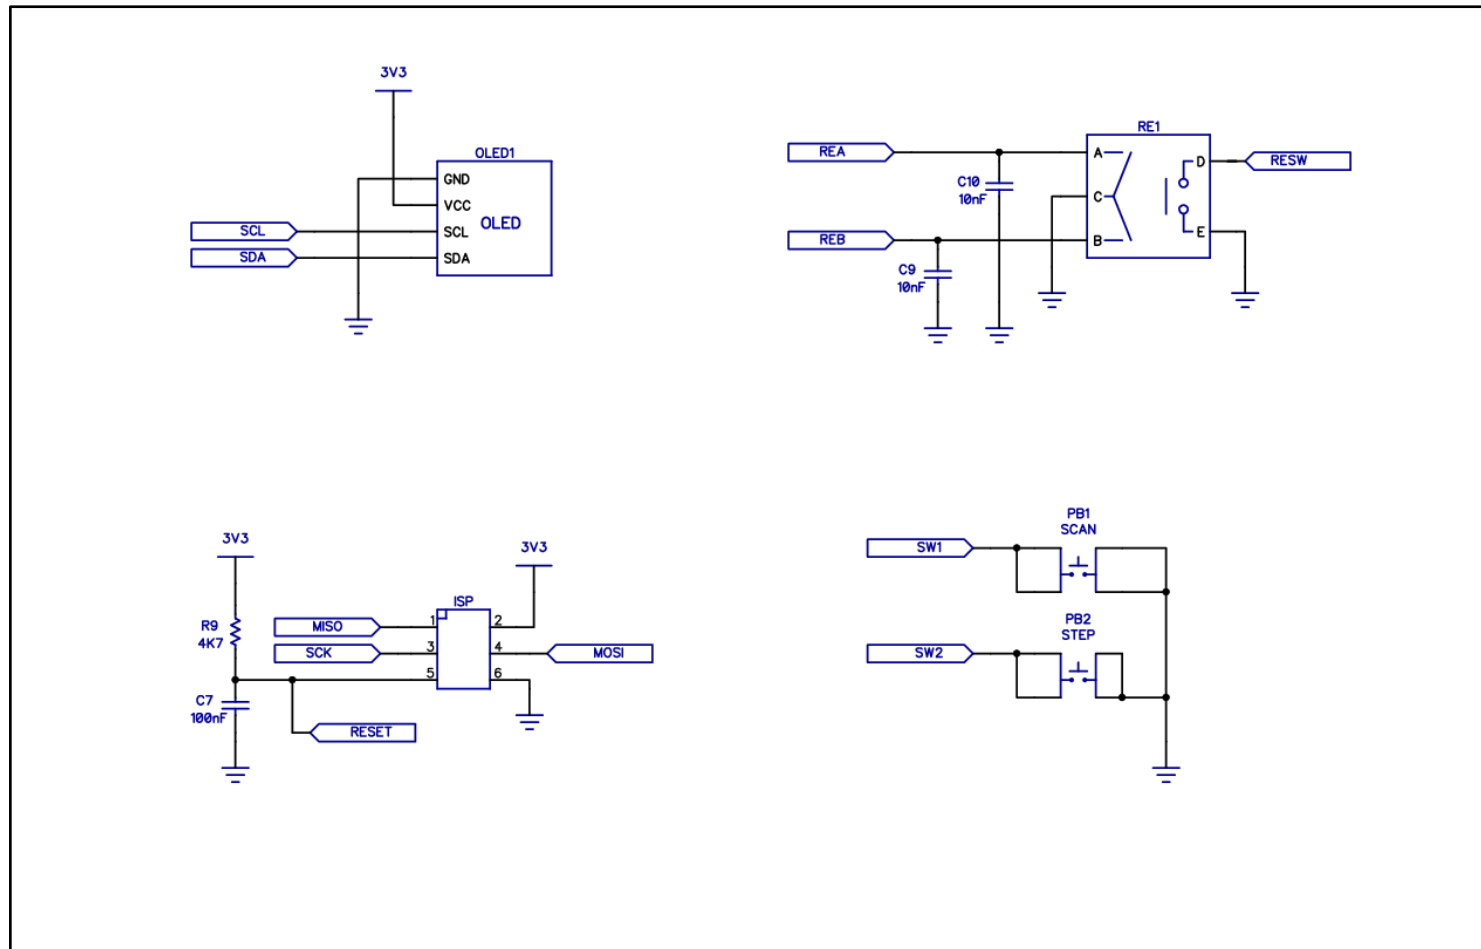 3V3
OLED1
GND
VCC
OLED
SCL
SCL
SDA
SDA
RE1
REA
A
D
RESW
C10
10nF
C
REB
B
E
C9
10nF
3V3
3V3
ISP
R9
4K7
MISO
1
2
SCK
3
4
MOSI
5
6
C7
100nF
RESET
PB1
SCAN
SW1
PB2
STEP
SW2